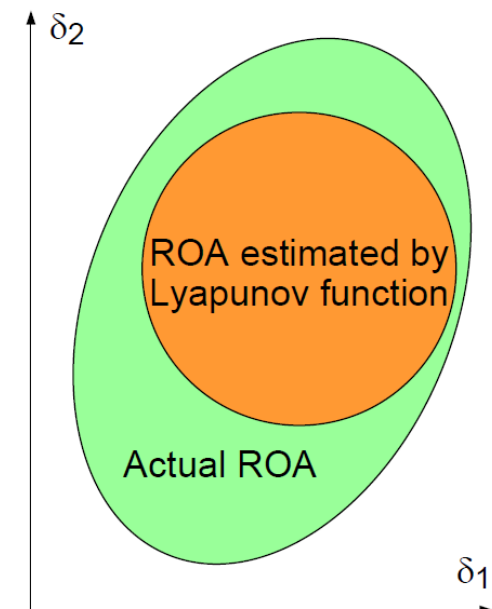 δ2
ROA estimated by
Lyapunov function
Actual ROA
δ1